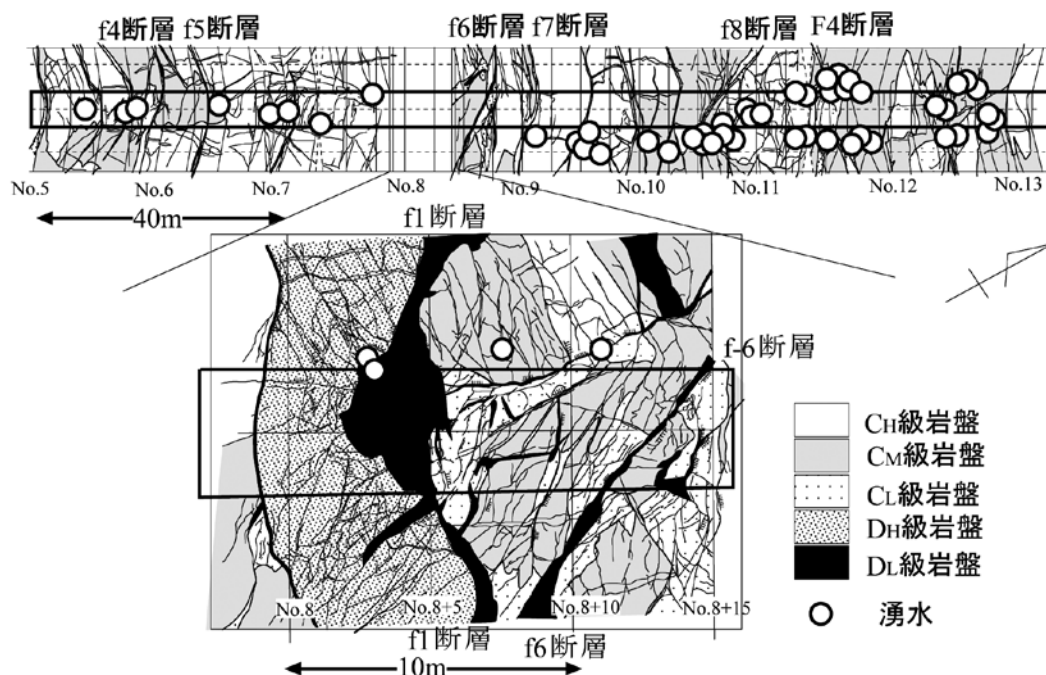 f4断層 f5断層 f6断層 f7断層 f8断層 F4断層
No.5 No.6 No.7 No.8 No.9 No.10 No.11 No.12 No.13
40m
f1断層
f-6断層
CH級岩盤
CM級岩盤
CL級岩盤
DH級岩盤
DL級岩盤
湧水
No.8 No.8+5 No.8+10 No.8+15
f1断層 f6断層
10m